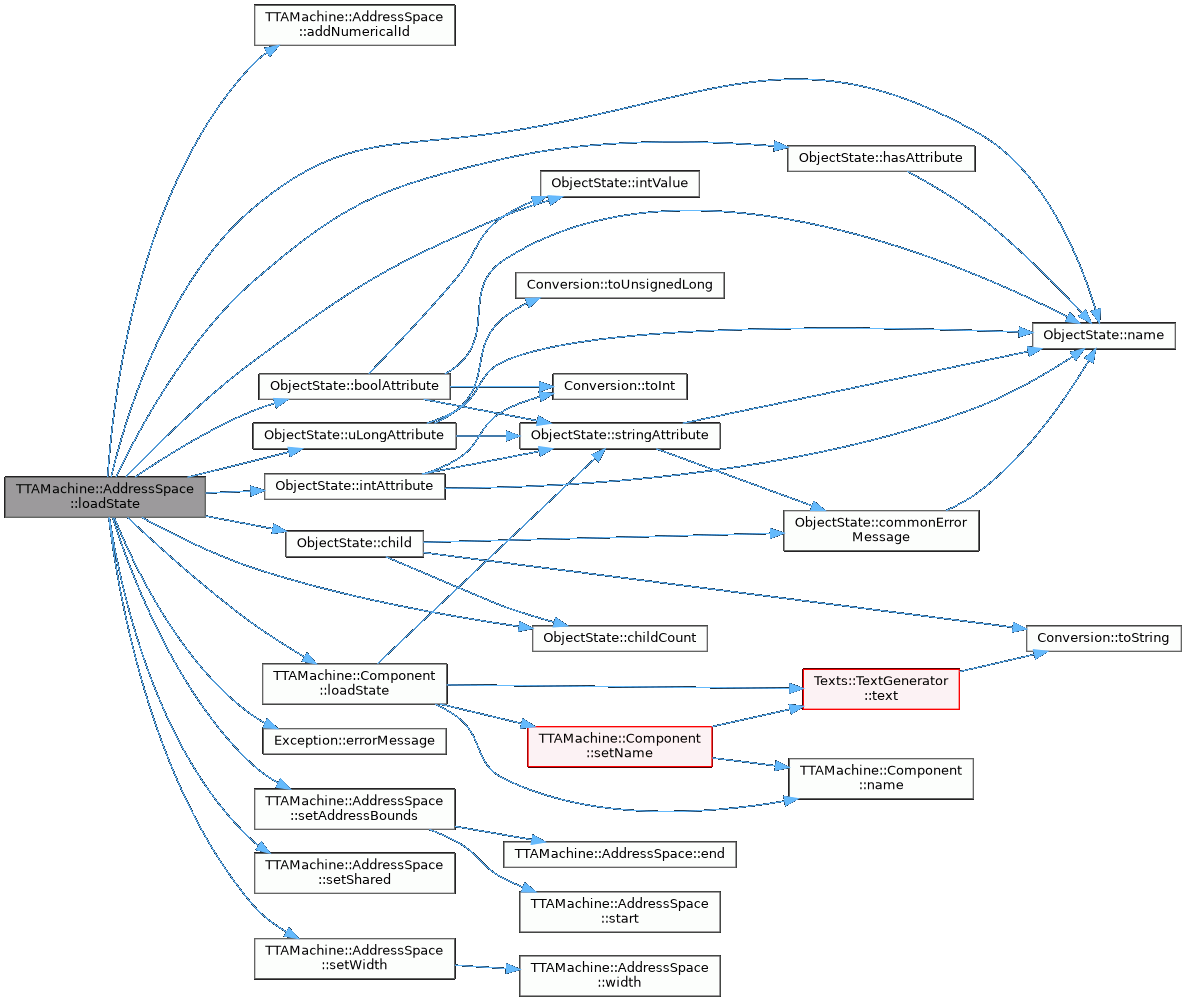 TTAMachine::AddressSpace
::addNumericalId
ObjectState::hasAttribute
ObjectState::intValue
Conversion::toUnsignedLong
ObjectState::name
ObjectState::boolAttribute
Conversion::toInt
ObjectState::uLongAttribute
ObjectState::stringAttribute
ObjectState::intAttribute
TTAMachine::AddressSpace
::loadState
ObjectState::commonError
Message
ObjectState::child
ObjectState::childCount
Conversion::toString
TTAMachine::Component
::loadState
Texts::TextGenerator
::text
Exception::errorMessage
TTAMachine::Component
::setName
TTAMachine::Component
::name
TTAMachine::AddressSpace
::setAddressBounds
TTAMachine::AddressSpace::end
TTAMachine::AddressSpace
::setShared
TTAMachine::AddressSpace
::start
TTAMachine::AddressSpace
::setWidth
TTAMachine::AddressSpace
::width